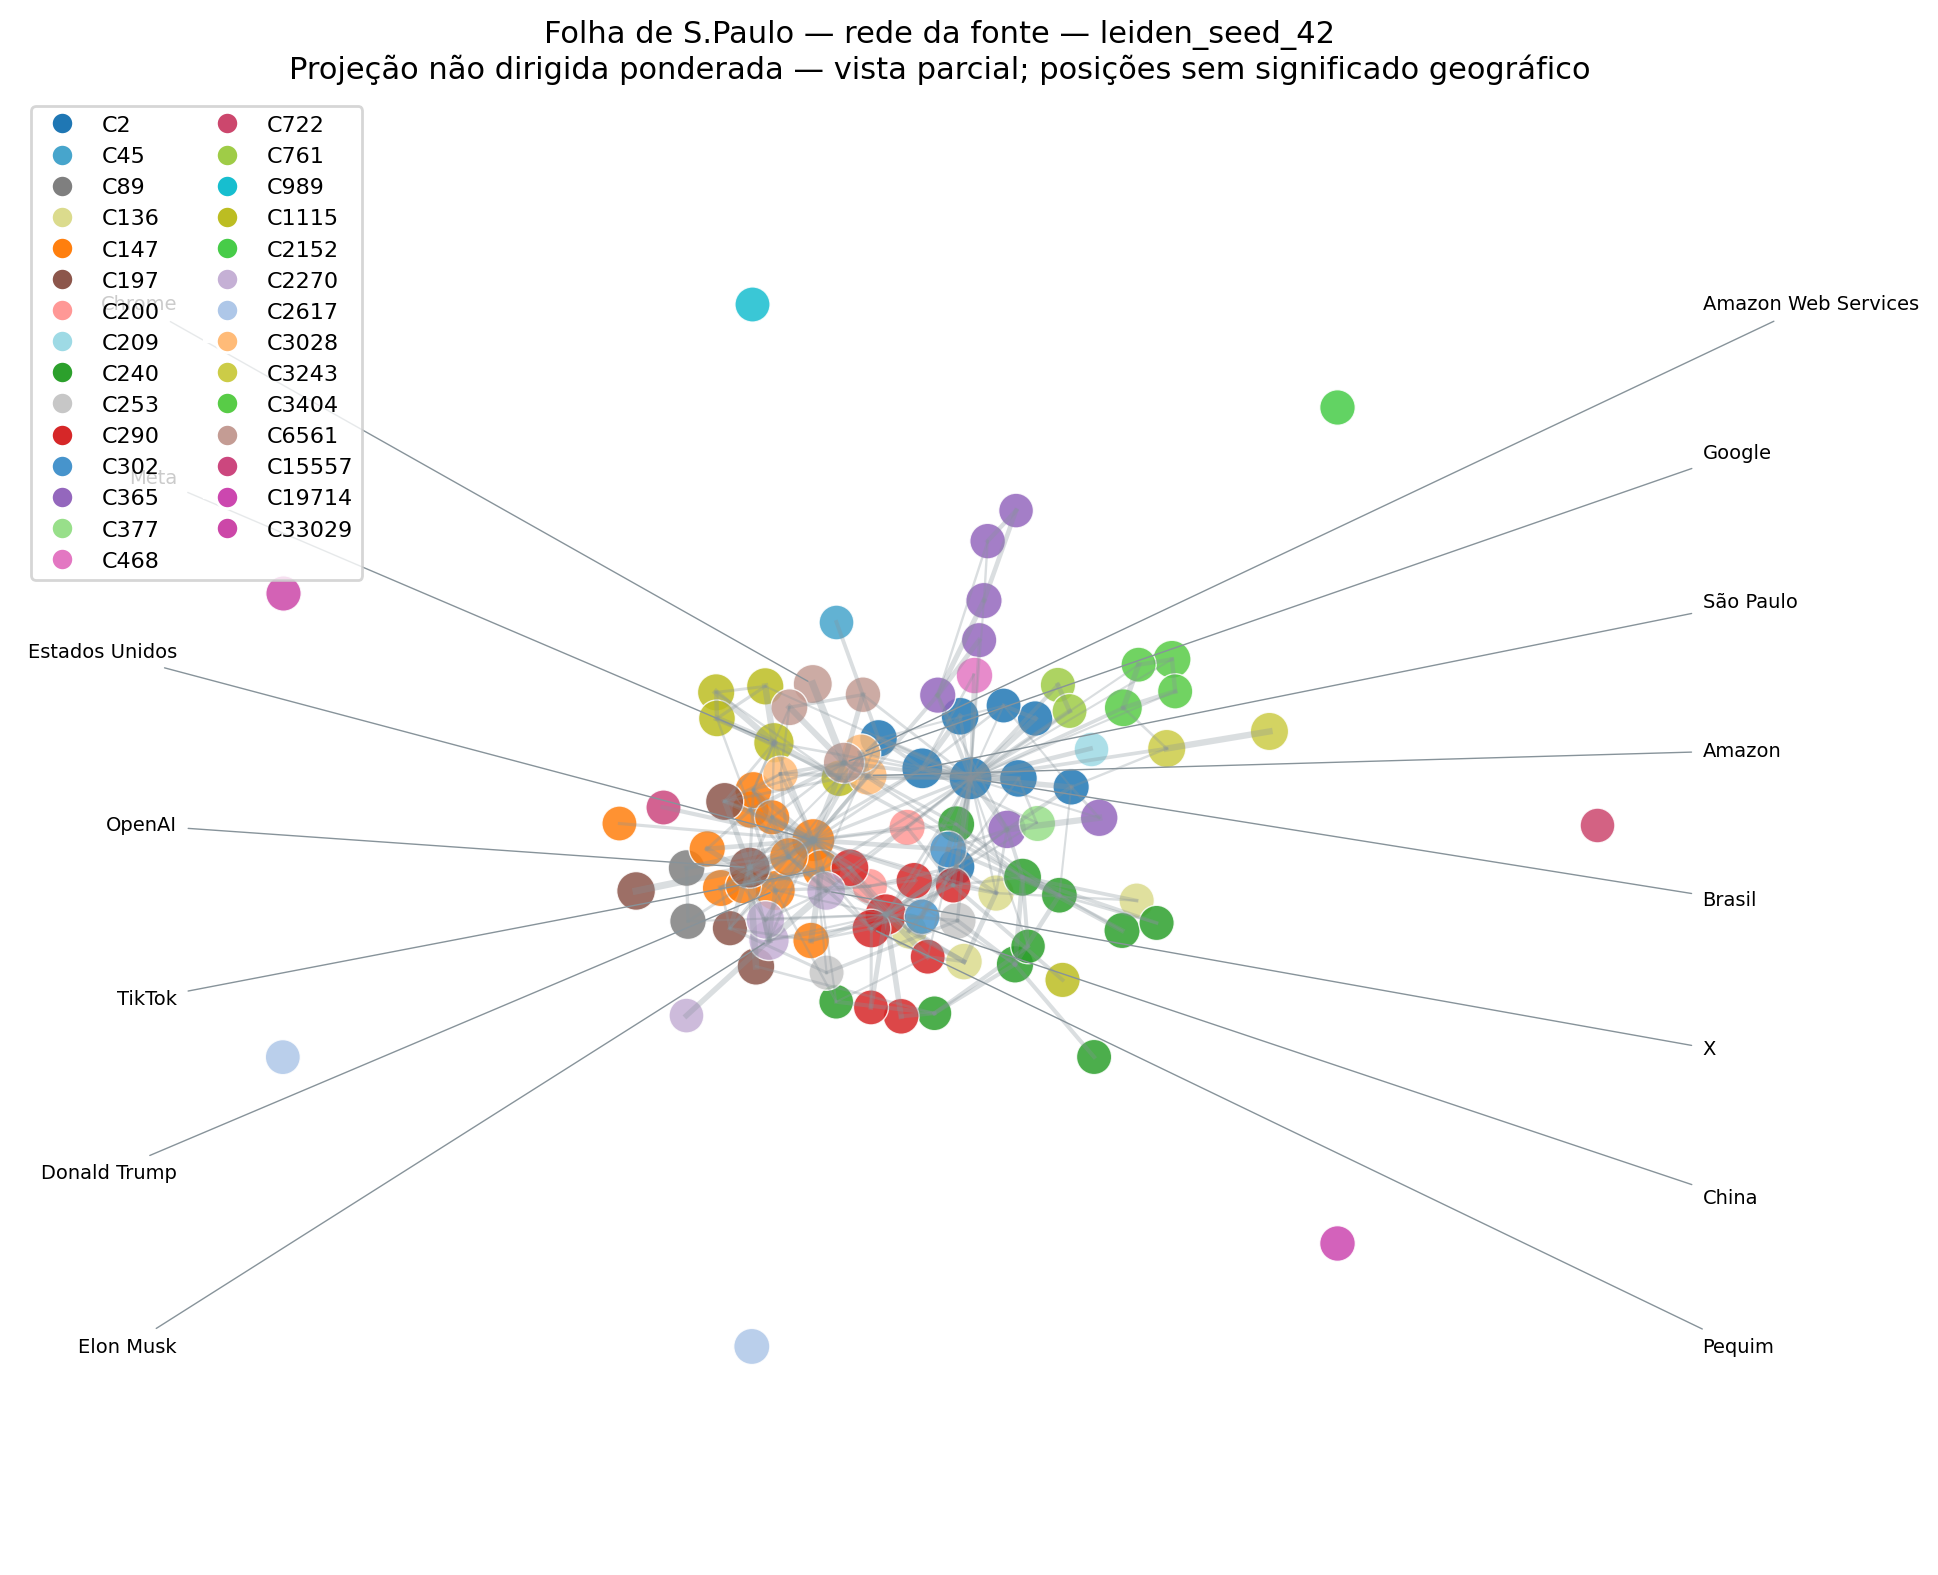 Folha de S.Paulo — rede da fonte — leiden_seed_42
Projeção não dirigida ponderada — vista parcial; posições sem significado geográfico
C2
C45
C89
C136
C147
C197
C200
C209
C240
C253
C290
C302
C365
C377
C468
C722
C761
C989
C1115
C2152
C2270
C2617
C3028
C3243
C3404
C6561
C15557
C19714
C33029
Chrome
Meta
Estados Unidos
OpenAI
TikTok
Donald Trump
Elon Musk
Amazon Web Services
Google
São Paulo
Amazon
Brasil
X
China
Pequim